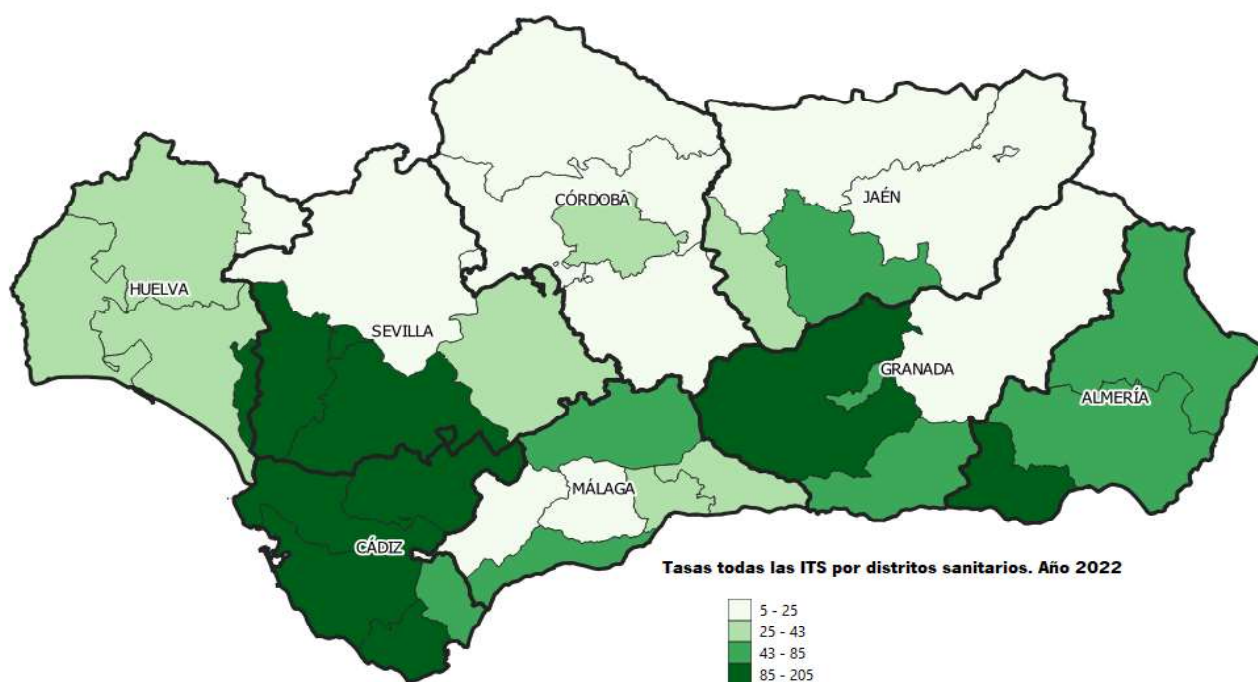 CÓRDOBA
JAÉN
HUELVA
SEVILLA
GRANADA
ALMERÍA
MÁLAGA
CÁDIZ
Tasas todas las ITS por distritos sanitarios. Año 2022
5 - 25
25 - 43
43 - 85
85 - 205